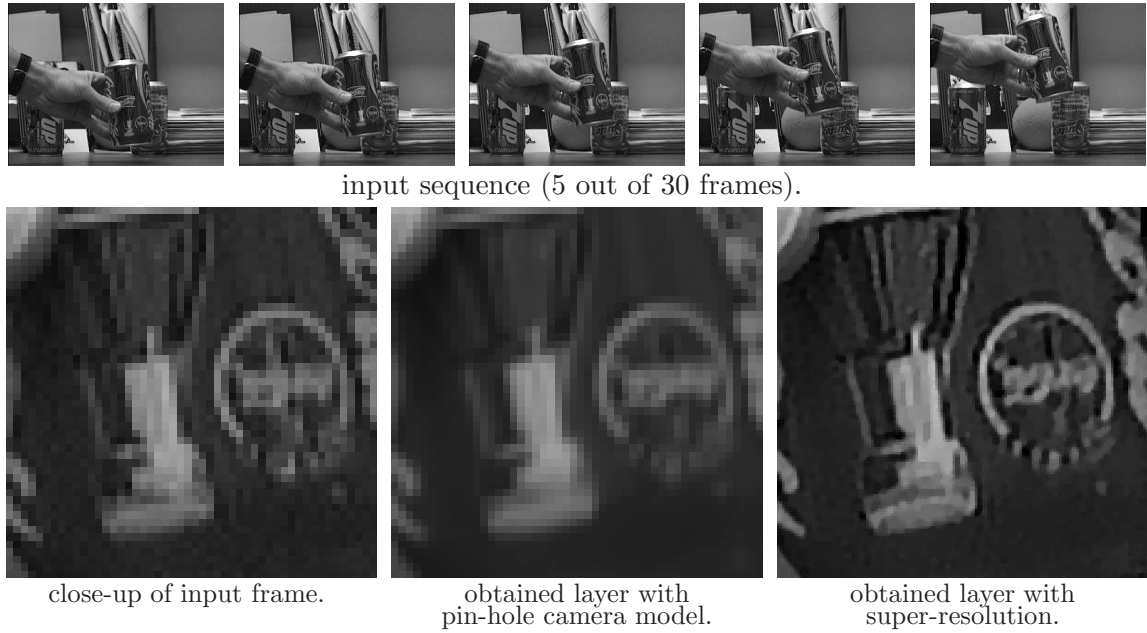 input sequence (5 out of 30 frames).
close-up of input frame.
obtained layer with
pin-hole camera model.
obtained layer with
super-resolution.